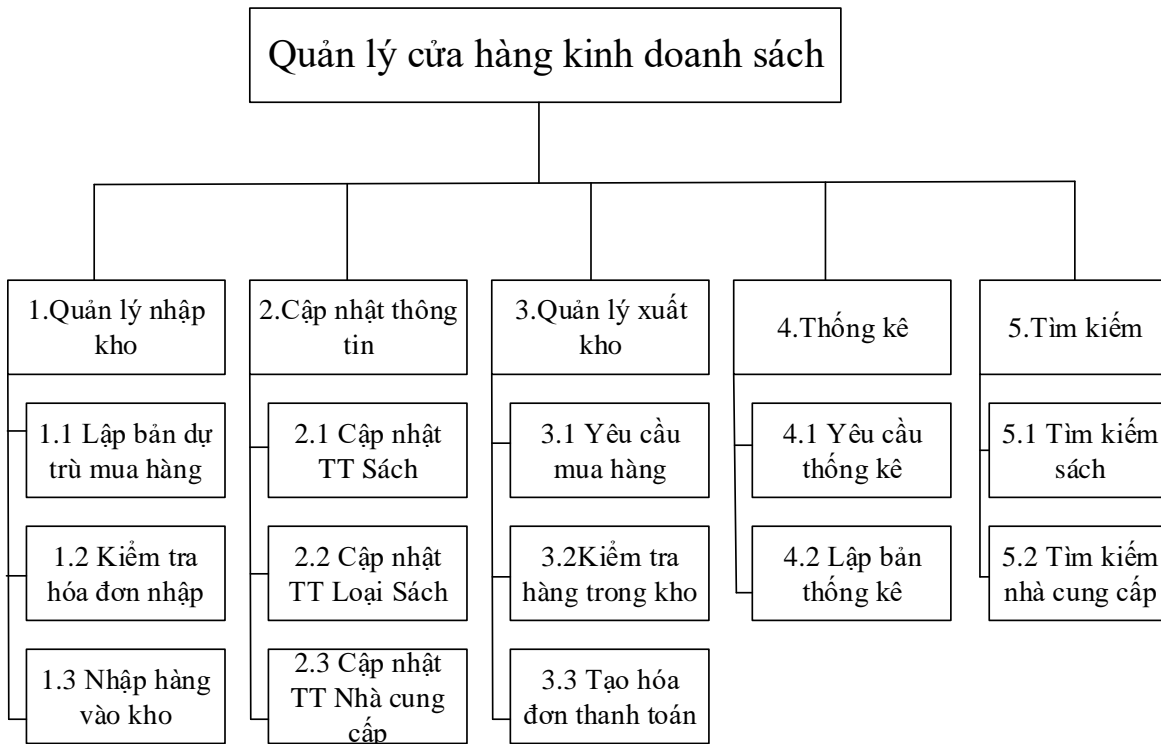 Quản lý cửa hàng kinh doanh sách
1.Quản lý nhập
kho
1.1 Lập bản dự
trù mua hàng
1.2 Kiểm tra
hóa đơn nhập
1.3 Nhập hàng
vào kho
2.Cập nhật thông
tin
2.1 Cập nhật
TT Sách
2.2 Cập nhật
TT Loại Sách
2.3 Cập nhật
TT Nhà cung
cấp
3.Quản lý xuất
kho
3.1 Yêu cầu
mua hàng
3.2Kiểm tra
hàng trong kho
3.3 Tạo hóa
đơn thanh toán
4.Thống kê
4.1 Yêu cầu
thống kê
4.2 Lập bản
thống kê
5.Tìm kiếm
5.1 Tìm kiếm
sách
5.2 Tìm kiếm
nhà cung cấp